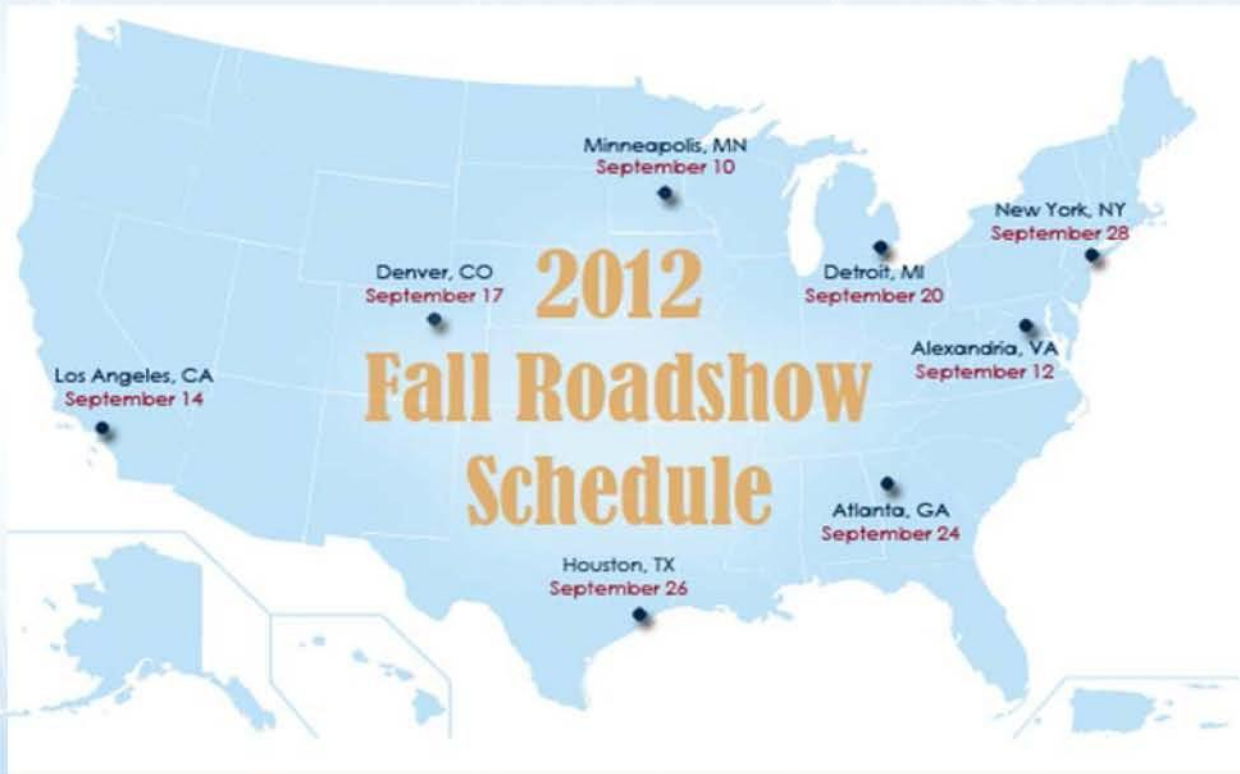 Minneapolis, MN
September 10
New York, NY
September 28
Denver, CO
September 17
2012
Detroit, MI
September 20
Fall Roadshow
Alexandria, VA
September 12
Los Angeles, CA
September 14
Schedule
Atlanta, GA
September 24
Houston, TX
September 26